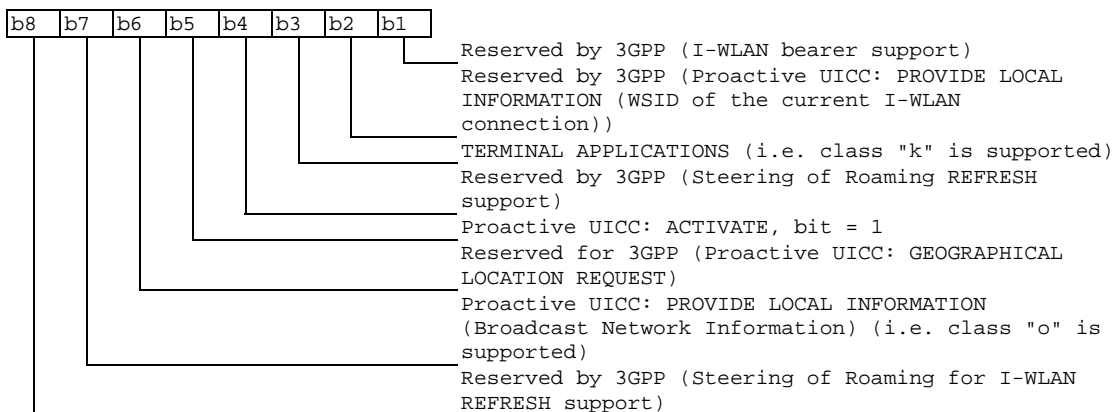 b8 b7 b6 b5 b4 b3 b2 b1
Reserved by 3GPP (I-WLAN bearer support)
Reserved by 3GPP (Proactive UICC: PROVIDE LOCAL
INFORMATION (WSID of the current I-WLAN
connection))
TERMINAL APPLICATIONS (i.e. class "k" is supported)
Reserved by 3GPP (Steering of Roaming REFRESH
support)
Proactive UICC: ACTIVATE, bit = 1
Reserved for 3GPP (Proactive UICC: GEOGRAPHICAL
LOCATION REQUEST)
Proactive UICC: PROVIDE LOCAL INFORMATION
(Broadcast Network Information) (i.e. class "o" is
supported)
Reserved by 3GPP (Steering of Roaming for I-WLAN
REFRESH support)